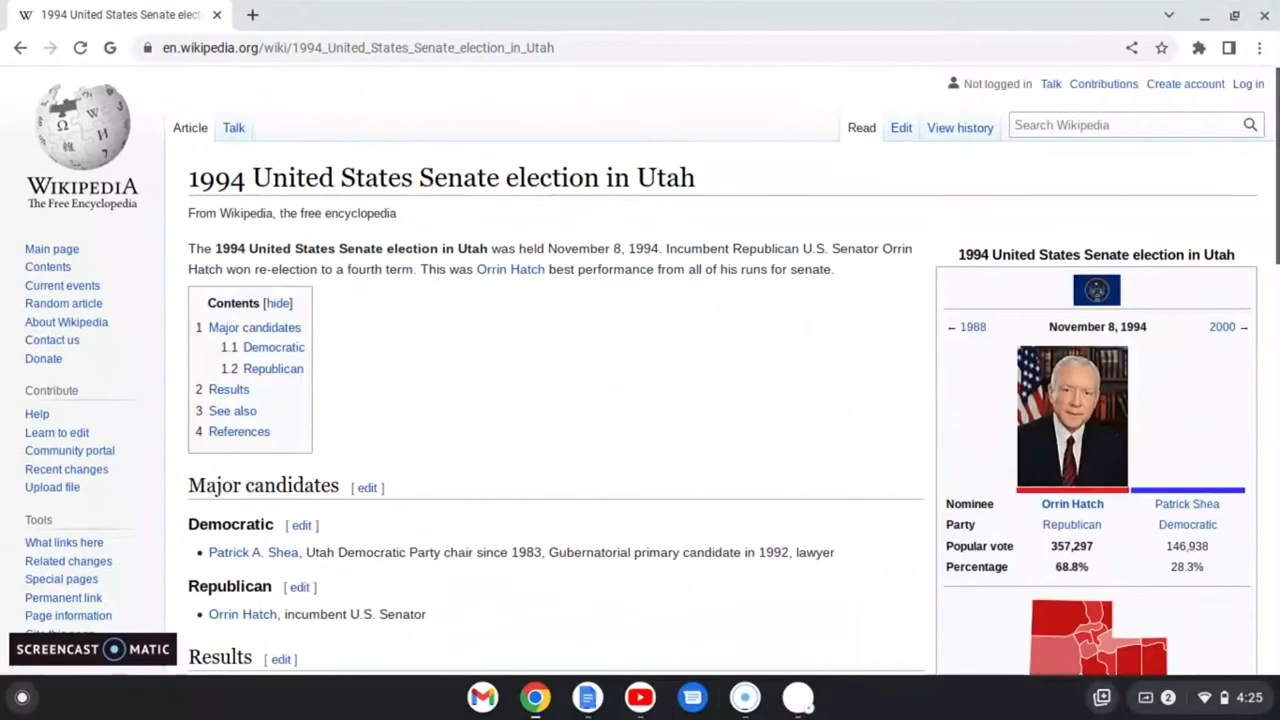 1994 United States Senate elect
en.wikipedia.org/wiki/1994_United_States_Senate_election_in_Utah
Not logged in Talk Contributions Create account Log in
Article Talk Read Edit View history Search Wikipedia
WIKIPEDIA
The Free Encyclopedia
Main page
Contents
Current events
Random article
About Wikipedia
Contact us
Donate
Contribute
Help
Learn to edit
Community portal
Recent changes
Upload file
Tools
What links here
Related changes
Special pages
Permanent link
Page information
Cite this page
1994 United States Senate election in Utah
From Wikipedia, the free encyclopedia
The 1994 United States Senate election in Utah was held November 8, 1994. Incumbent Republican U.S. Senator Orrin
Hatch won re-election to a fourth term. This was Orrin Hatch best performance from all of his runs for senate.
Contents [hide]
1 Major candidates
1.1 Democratic
1.2 Republican
2 Results
3 See also
4 References
Major candidates [ edit ]
Democratic [ edit ]
• Patrick A. Shea, Utah Democratic Party chair since 1983, Gubernatorial primary candidate in 1992, lawyer
Republican [ edit ]
• Orrin Hatch, incumbent U.S. Senator
Results [ edit ]
1994 United States Senate election in Utah
← 1988 November 8, 1994 2000 →
Nominee Orrin Hatch Patrick Shea
Party Republican Democratic
Popular vote 357,297 146,938
Percentage 68.8% 28.3%
SCREENCAST MATIC
2 4:25